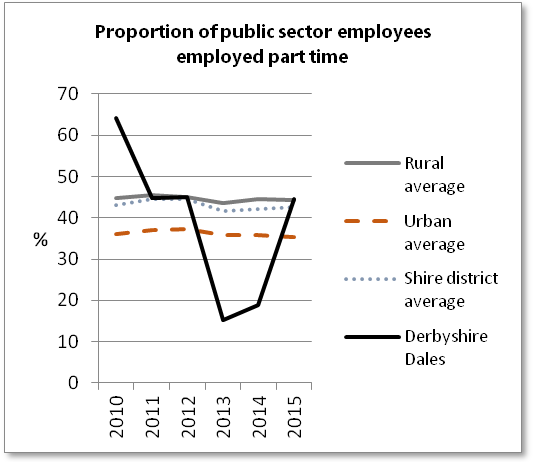 Proportion of public sector employees
employed part time
70
60
50
40
30
20
10
0
%
2010
2011
2012
2013
2014
2015
Rural
average
Urban
average
Shire district
average
Derbyshire
Dales